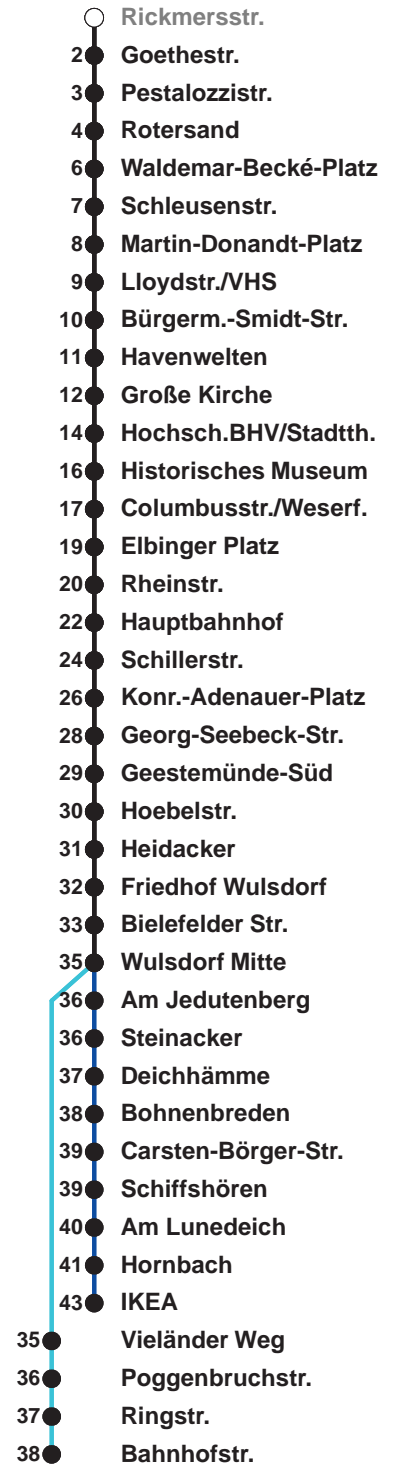 Rickmersstr.
2 Goethestr.
3 Pestalozzistr.
4 Rotersand
6 Waldemar-Becké-Platz
7 Schleusenstr.
8 Martin-Donandt-Platz
9 Lloydstr./VHS
10 Bürgerm.-Smidt-Str.
11 Havenwelten
12 Große Kirche
14 Hochsch.BHV/Stadtth.
16 Historisches Museum
17 Columbusstr./Weserf.
19 Elbinger Platz
20 Rheinstr.
22 Hauptbahnhof
24 Schillerstr.
26 Konr.-Adenauer-Platz
28 Georg-Seebeck-Str.
29 Geestemünde-Süd
30 Hoebelstr.
31 Heidacker
32 Friedhof Wulsdorf
33 Bielefelder Str.
35 Wulsdorf Mitte
36 Am Jedutenberg
36 Steinacker
37 Deichhämme
38 Bohnenbreden
39 Carsten-Börger-Str.
39 Schiffshören
40 Am Lunedeich
41 Hornbach
43 IKEA
35 Vieländer Weg
36 Poggenbruchstr.
37 Ringstr.
38 Bahnhofstr.